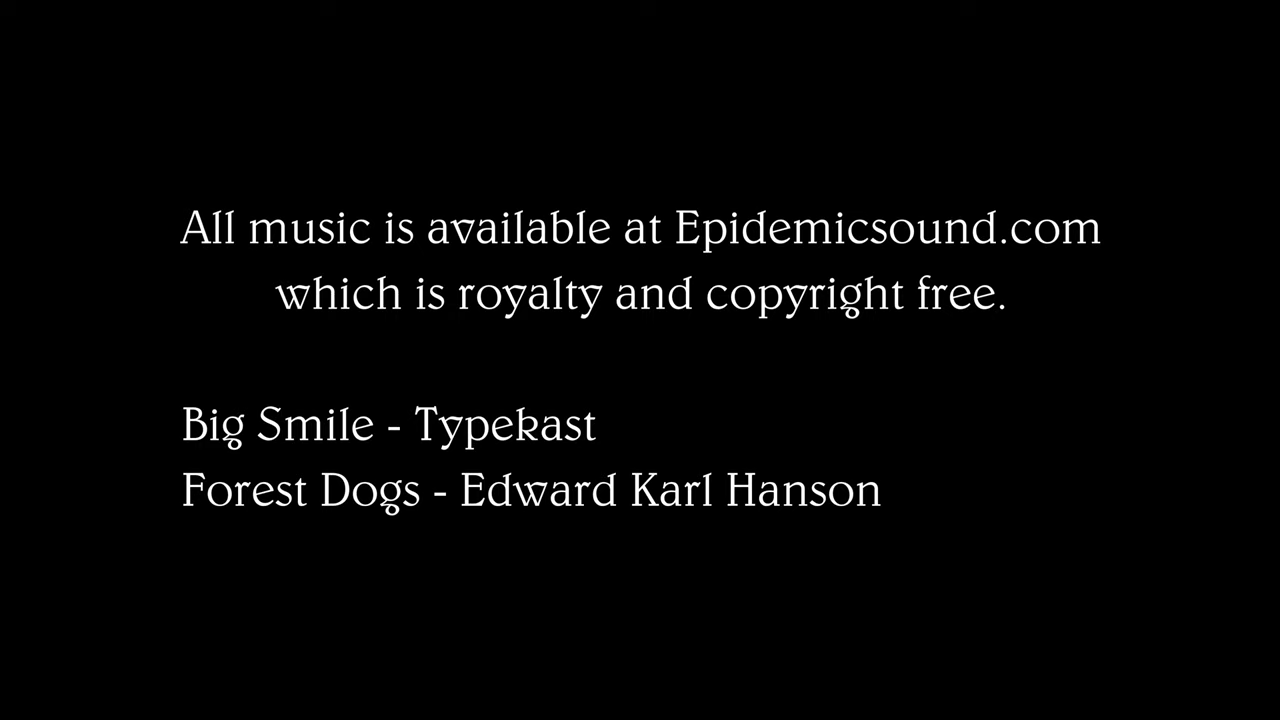 All music is available at Epidemicsound.com
which is royalty and copyright free.
Big Smile - Typekast
Forest Dogs - Edward Karl Hanson